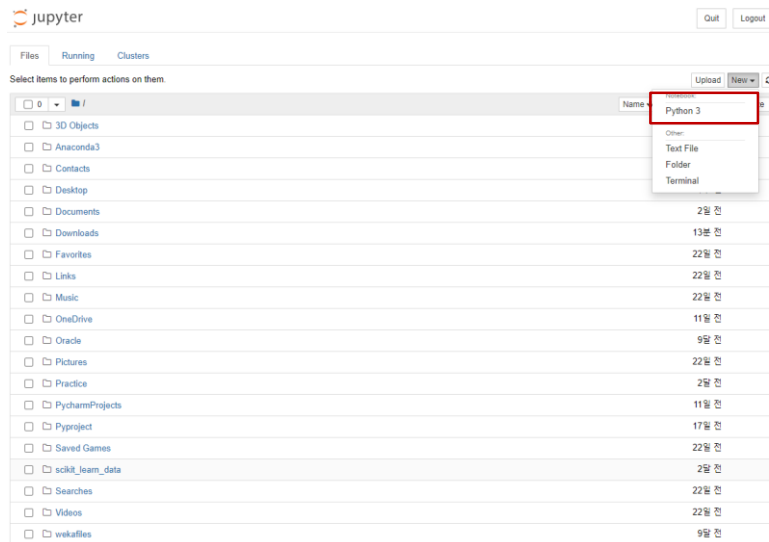 jupyter
Quit Logout
Files Running Clusters
Select items to perform actions on them.
Upload New
0 / Name
Notebook:
Python 3
Other:
Text File
Folder
Terminal
3D Objects
Anaconda3
Contacts
Desktop
Documents 2일 전
Downloads 13분 전
Favorites 22일 전
Links 22일 전
Music 22일 전
OneDrive 11일 전
Oracle 9달 전
Pictures 22일 전
Practice 2달 전
PycharmProjects 11일 전
Pyproject 17일 전
Saved Games 22일 전
scikit_learn_data 2달 전
Searches 22일 전
Videos 22일 전
wekafiles 9달 전